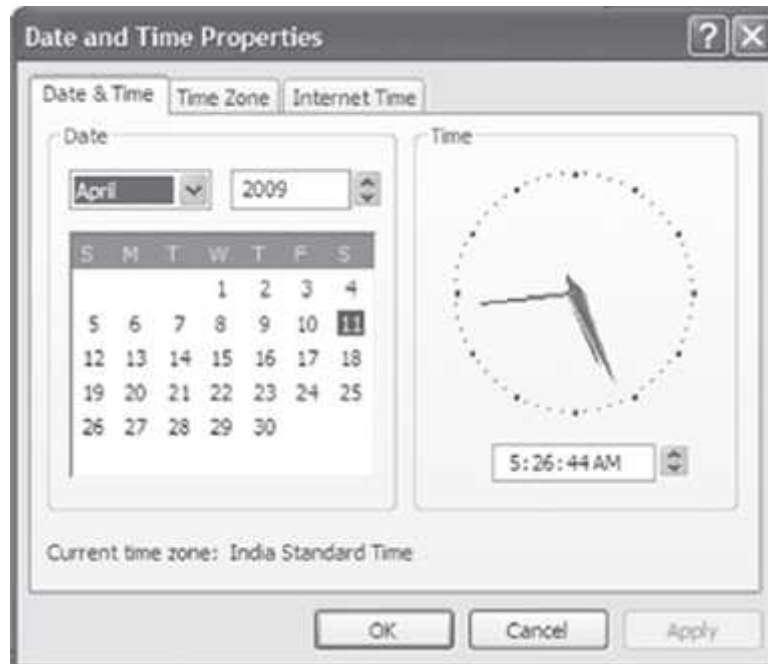 Date and Time Properties
Date & Time Time Zone Internet Time
Date
April 2009
S M T W T F S
1 2 3 4
5 6 7 8 9 10 11
12 13 14 15 16 17 18
19 20 21 22 23 24 25
26 27 28 29 30
Time
5:26:44 AM
Current time zone: India Standard Time
OK Cancel Apply